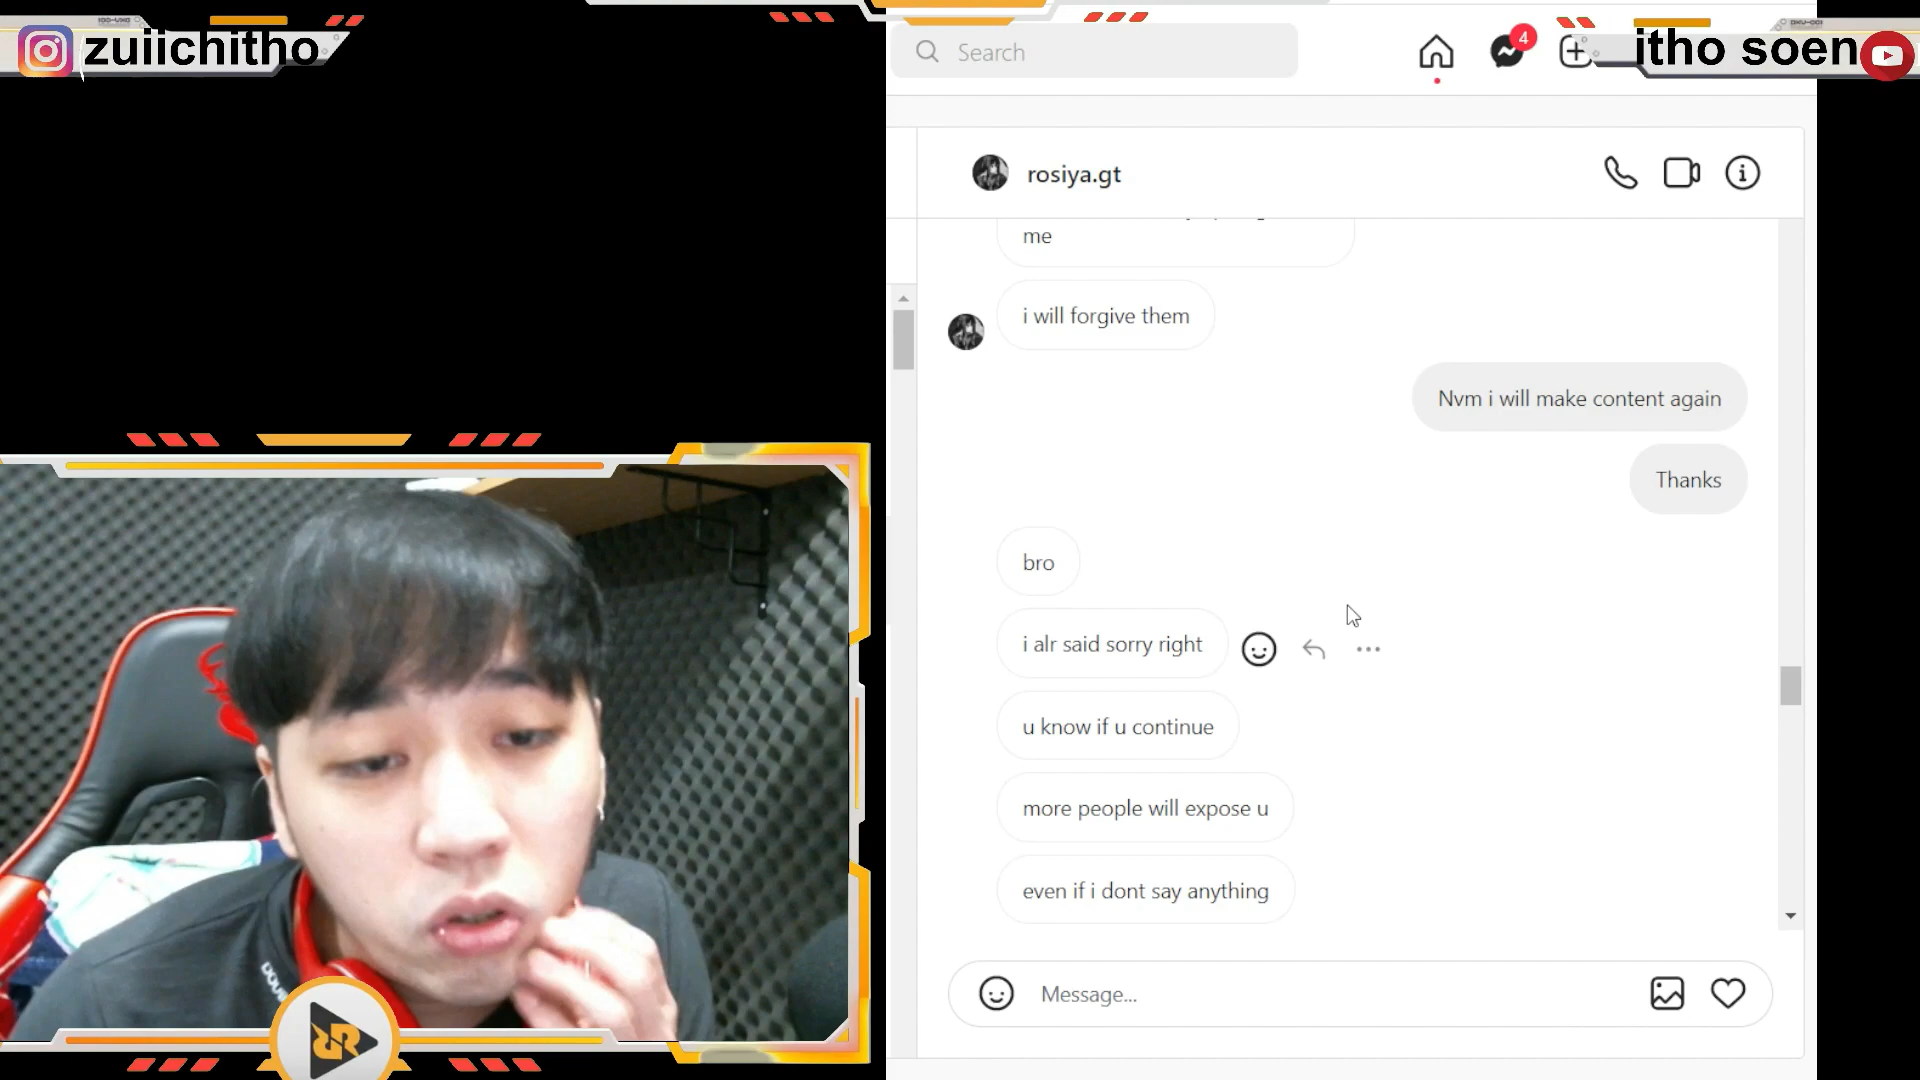 zuiichitho
Search
4
itho soen
rosiya.gt
me
i will forgive them
Nvm i will make content again
Thanks
bro
i alr said sorry right
u know if u continue
more people will expose u
even if i dont say anything
Message...